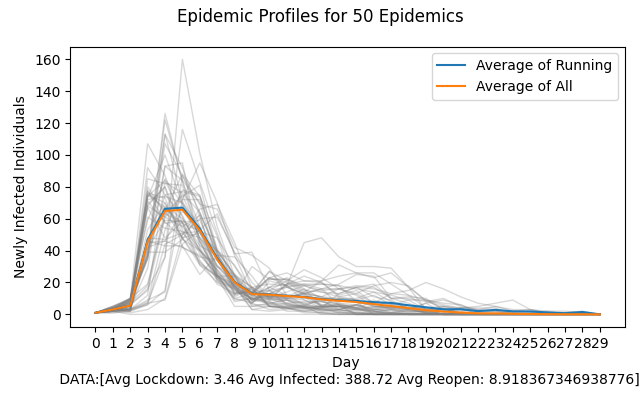 Epidemic Profiles for 50 Epidemics
Average of Running
Average of All
Newly Infected Individuals
160
140
120
100
80
60
40
20
0
0 1 2 3 4 5 6 7 8 9 10 11 12 13 14 15 16 17 18 19 20 21 22 23 24 25 26 27 28 29
Day
DATA:[Avg Lockdown: 3.46 Avg Infected: 388.72 Avg Reopen: 8.918367346938776]